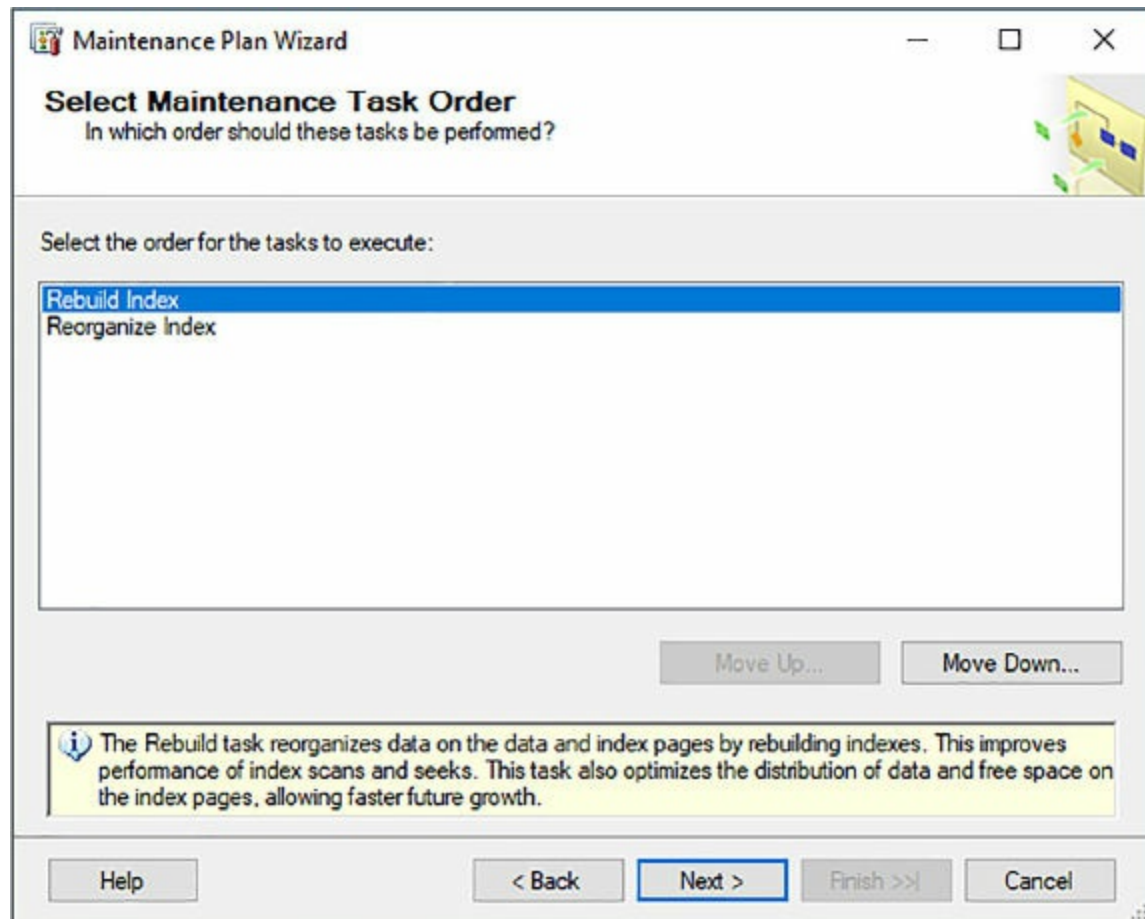 Maintenance Plan Wizard
Select Maintenance Task Order
In which order should these tasks be performed?
Select the order for the tasks to execute:
Rebuild Index
Reorganize Index
Move Up...
Move Down...
The Rebuild task reorganizes data on the data and index pages by rebuilding indexes. This improves
performance of index scans and seeks. This task also optimizes the distribution of data and free space on
the index pages, allowing faster future growth.
Help
< Back
Next >
Finish >>|
Cancel